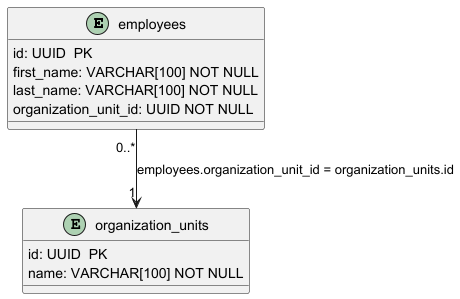 E employees
id: UUID  PK
first_name: VARCHAR[100] NOT NULL
last_name: VARCHAR[100] NOT NULL
organization_unit_id: UUID NOT NULL
0..*
employees.organization_unit_id = organization_units.id
1
E organization_units
id: UUID  PK
name: VARCHAR[100] NOT NULL